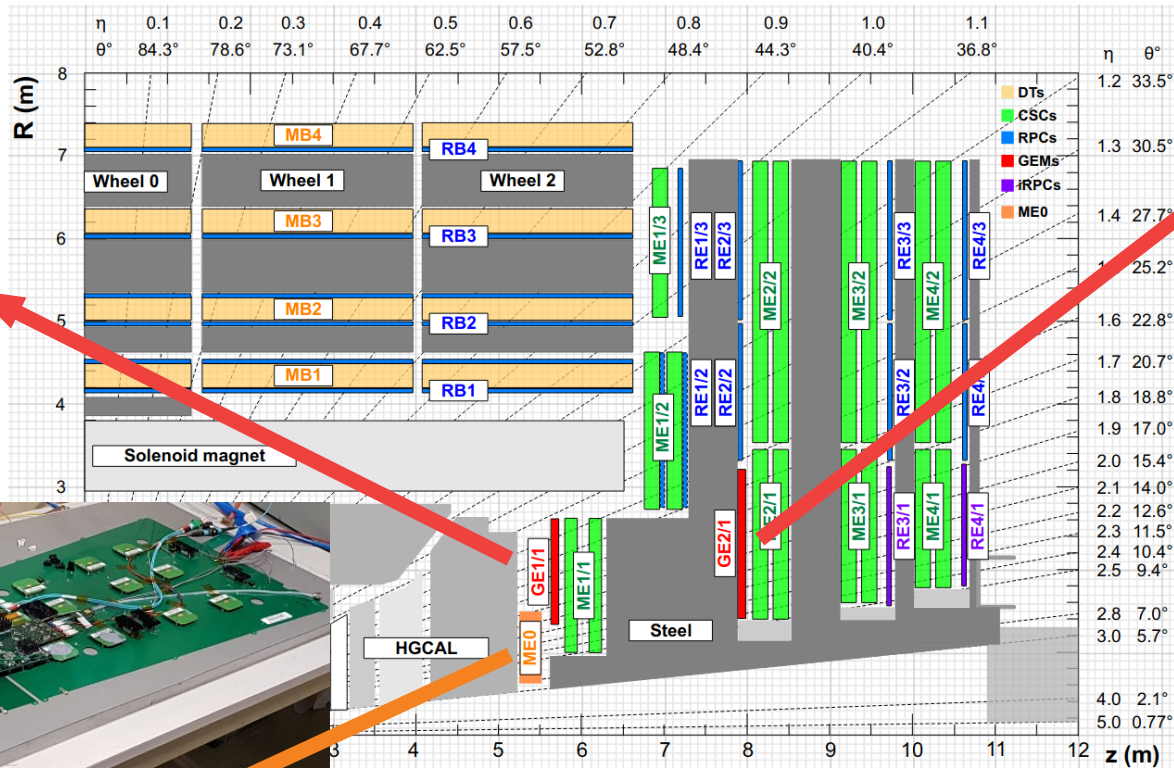 η 0.1 0.2 0.3 0.4 0.5 0.6 0.7 0.8 0.9 1.0 1.1
θ° 84.3° 78.6° 73.1° 67.7° 62.5° 57.5° 52.8° 48.4° 44.3° 40.4° 36.8° η θ°
R (m)
8
7
6
5
4
3
1.2 33.5°
1.3 30.5°
1.4 27.7°
25.2°
1.6 22.8°
1.7 20.7°
1.8 18.8°
1.9 17.0°
2.0 15.4°
2.1 14.0°
2.2 12.6°
2.3 11.5°
2.4 10.4°
2.5 9.4°
2.8 7.0°
3.0 5.7°
4.0 2.1°
5.0 0.77°
DTs
CSCs
RPCs
GEMs
iRPCs
ME0
MB4
RB4
Wheel 0
Wheel 1
Wheel 2
MB3
RB3
MB2
RB2
MB1
RB1
Solenoid magnet
ME1/3
RE1/3
RE2/3
ME2/2
ME3/2
RE3/3
ME4/2
RE4/3
ME1/2
RE1/2
RE2/2
RE3/2
GE1/1
ME1/1
GE2/1
ME3/1
RE3/1
ME4/1
RE4/1
ME0
HGCAL
Steel
3 4 5 6 7 8 9 10 11 12 z (m)